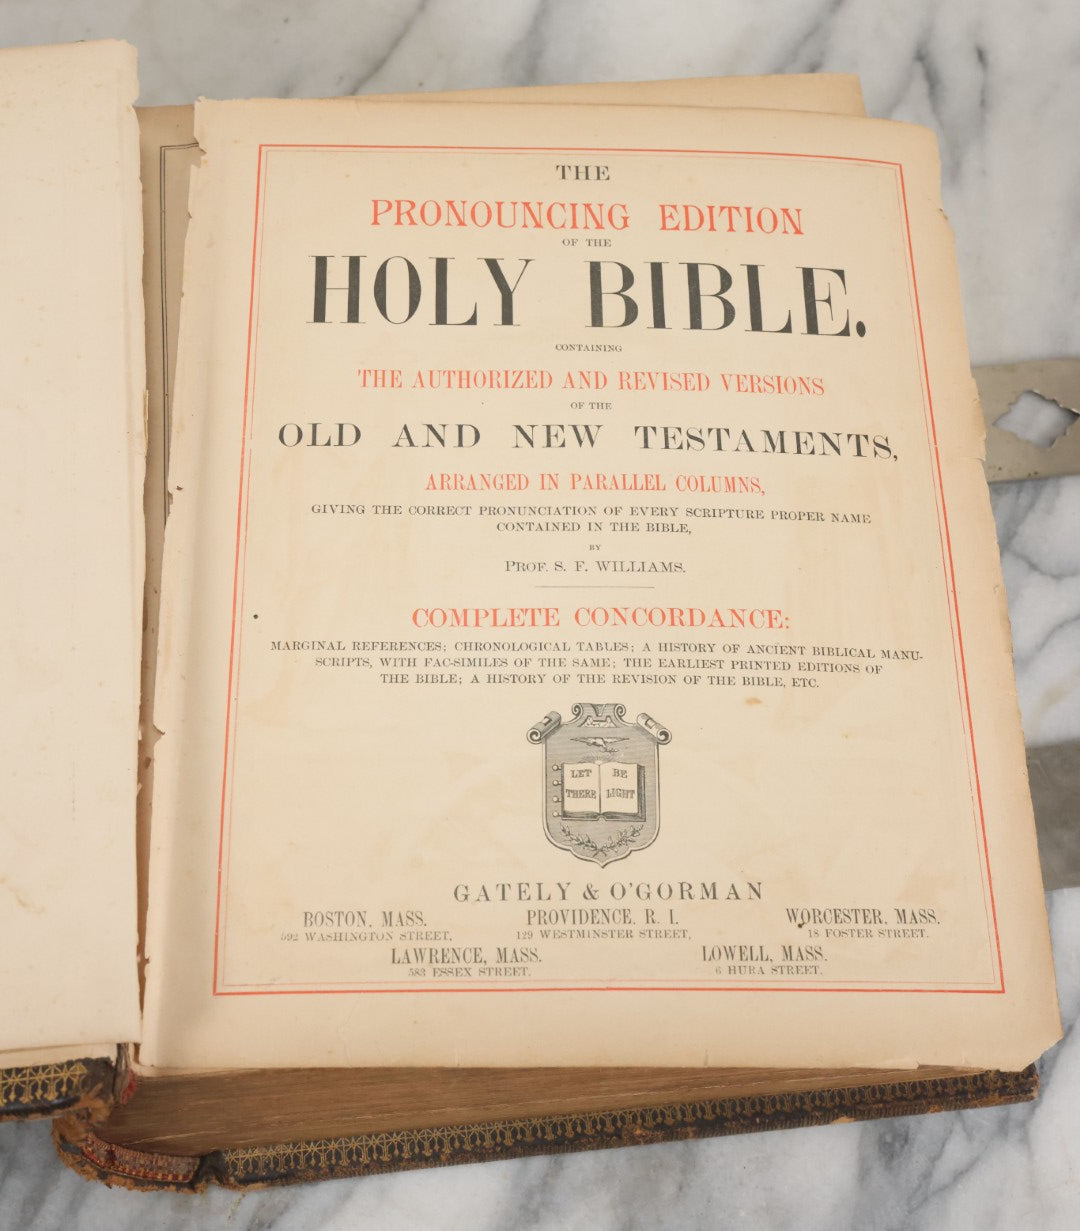 THE
PRONOUNCING EDITION
OF THE
HOLY BIBLE.
CONTAINING
THE AUTHORIZED AND REVISED VERSIONS
OF THE
OLD AND NEW TESTAMENTS,
ARRANGED IN PARALLEL COLUMNS,
GIVING THE CORRECT PRONUNCIATION OF EVERY SCRIPTURE PROPER NAME
CONTAINED IN THE BIBLE,
BY
PROF. S. F. WILLIAMS.
COMPLETE CONCORDANCE:
MARGINAL REFERENCES; CHRONOLOGICAL TABLES; A HISTORY OF ANCIENT BIBLICAL MANU-
SCRIPTS, WITH FAC-SIMILES OF THE SAME; THE EARLIEST PRINTED EDITIONS OF
THE BIBLE; A HISTORY OF THE REVISION OF THE BIBLE, ETC.
LET BE
THERE LIGHT
GATELY & O'GORMAN
BOSTON, MASS. PROVIDENCE, R. I. WORCESTER, MASS.
592 WASHINGTON STREET, 129 WESTMINSTER STREET, 18 FOSTER STREET.
LAWRENCE, MASS. LOWELL, MASS.
583 ESSEX STREET. 6 HURA STREET.